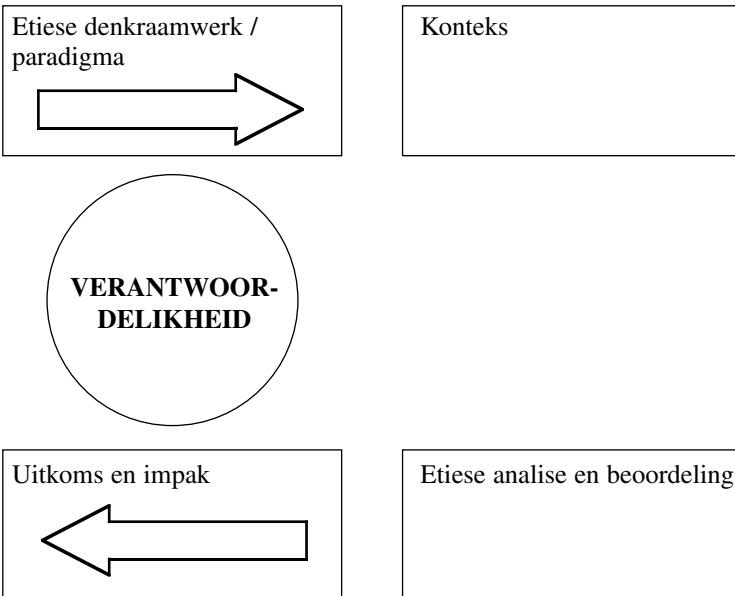 Etiese denkraamwerk /
paradigma
Konteks
VERANTWOOR-
DELIKHEID
Uitkoms en impak
Etiese analise en beoordeling